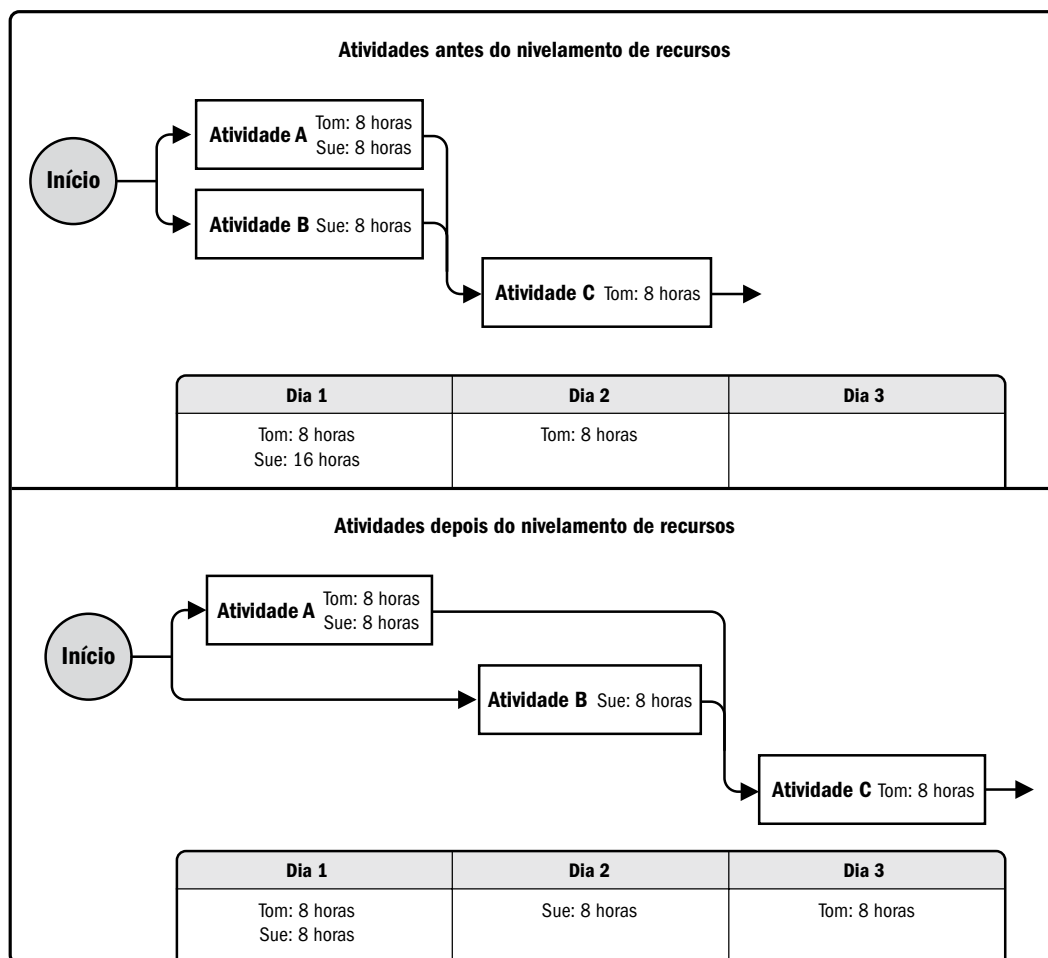 Atividades antes do nivelamento de recursos
Início
Atividade A
Tom: 8 horas
Sue: 8 horas
Atividade B Sue: 8 horas
Atividade C Tom: 8 horas
Dia 1 Dia 2 Dia 3
Tom: 8 horas Tom: 8 horas
Sue: 16 horas
Atividades depois do nivelamento de recursos
Início
Atividade A
Tom: 8 horas
Sue: 8 horas
Atividade B Sue: 8 horas
Atividade C Tom: 8 horas
Dia 1 Dia 2 Dia 3
Tom: 8 horas Sue: 8 horas Tom: 8 horas
Sue: 8 horas